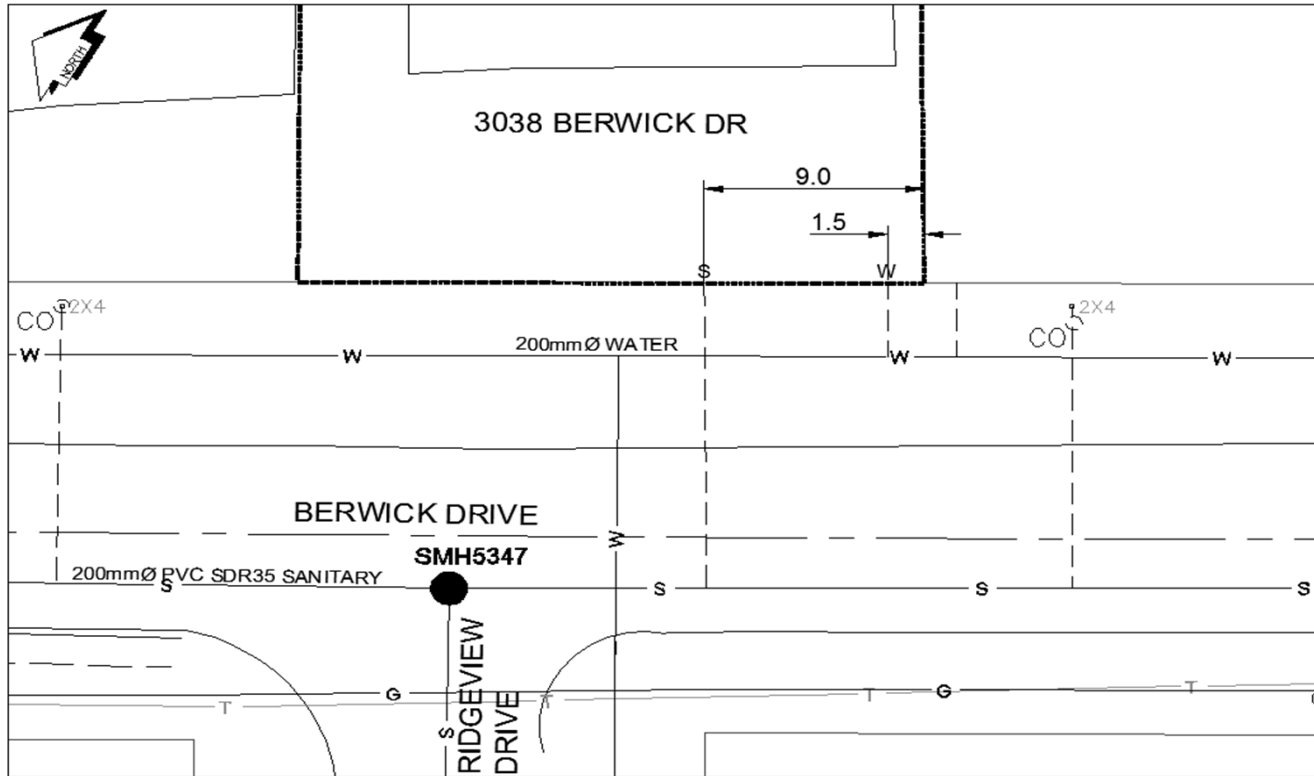 NORTH
3038 BERWICK DR
9.0
1.5
S
W
2X4
CO
2X4
CO
200mmØ WATER
W
W
W
W
BERWICK DRIVE
W
SMH5347
200mmØ PVC SDR35 SANITARY
S
S
S
S
RIDGEVIEW
DRIVE
S
G
G
T
T
T
T